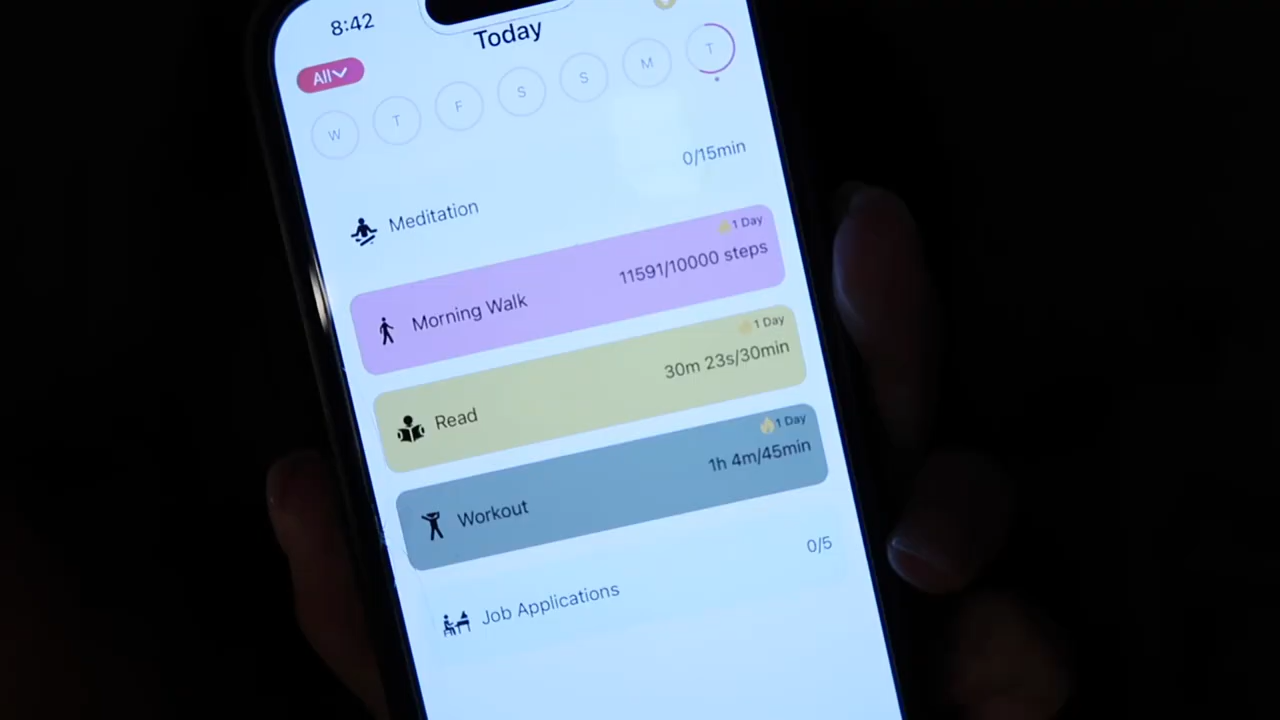 8:42
Today
All
W T F S S M T
0/15min
Meditation
1 Day
11591/10000 steps
Morning Walk
1 Day
30m 23s/30min
Read
1 Day
1h 4m/45min
Workout
0/5
Job Applications